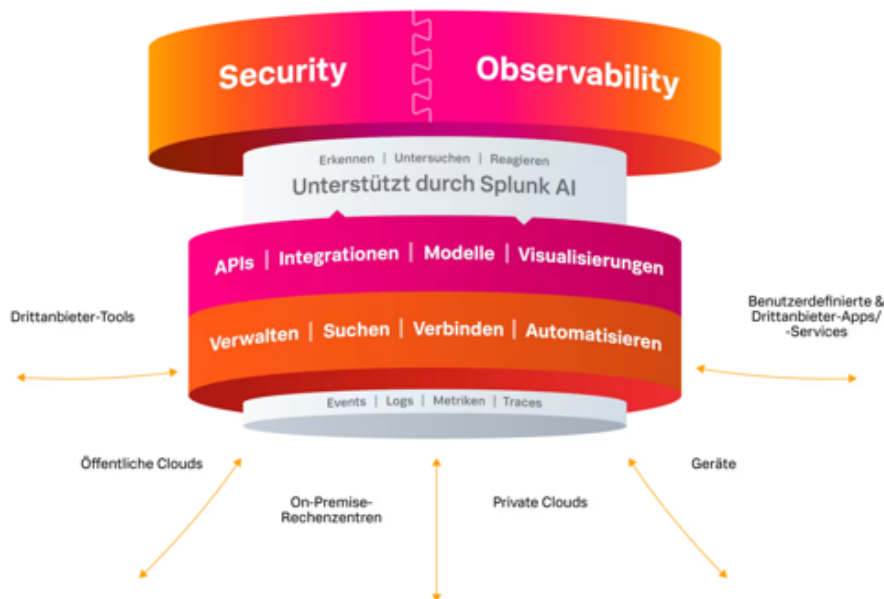 Security
Observability
Erkennen | Untersuchen | Reagieren
Unterstützt durch Splunk AI
APIs | Integrationen | Modelle | Visualisierungen
Verwalten | Suchen | Verbinden | Automatisieren
Events | Logs | Metriken | Traces
Drittanbieter-Tools
Benutzerdefinierte &
Drittanbieter-Apps/
-Services
Öffentliche Clouds
On-Premise-
Rechenzentren
Private Clouds
Geräte